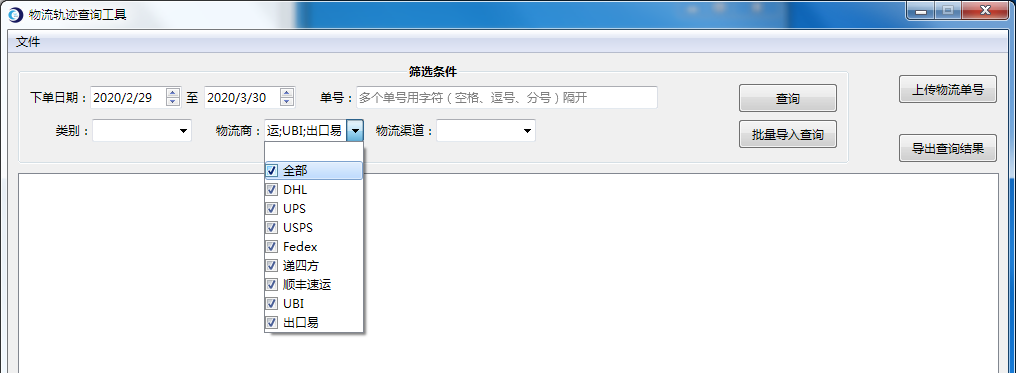 物流轨迹查询工具
文件
筛选条件
下单日期：2020/2/29 至 2020/3/30 单号：多个单号用字符（空格、逗号、分号）隔开 查询 上传物流单号
类别： 物流商：运;UBI;出口易 物流渠道： 批量导入查询 导出查询结果
全部
DHL
UPS
USPS
Fedex
递四方
顺丰速运
UBI
出口易